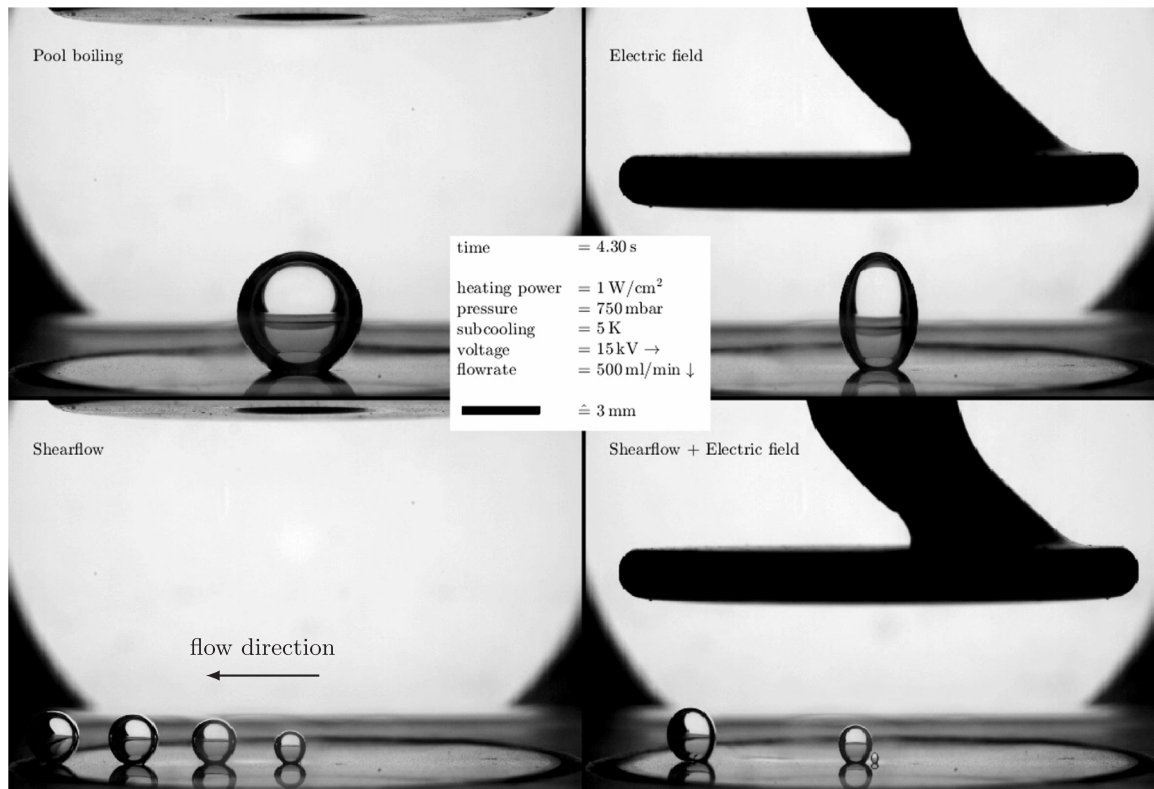 Pool boiling
Electric field
time = 4.30 s
heating power = 1 W/cm²
pressure = 750 mbar
subcooling = 5 K
voltage = 15 kV →
flowrate = 500 ml/min ↓
≙ 3 mm
Shearflow
Shearflow + Electric field
flow direction